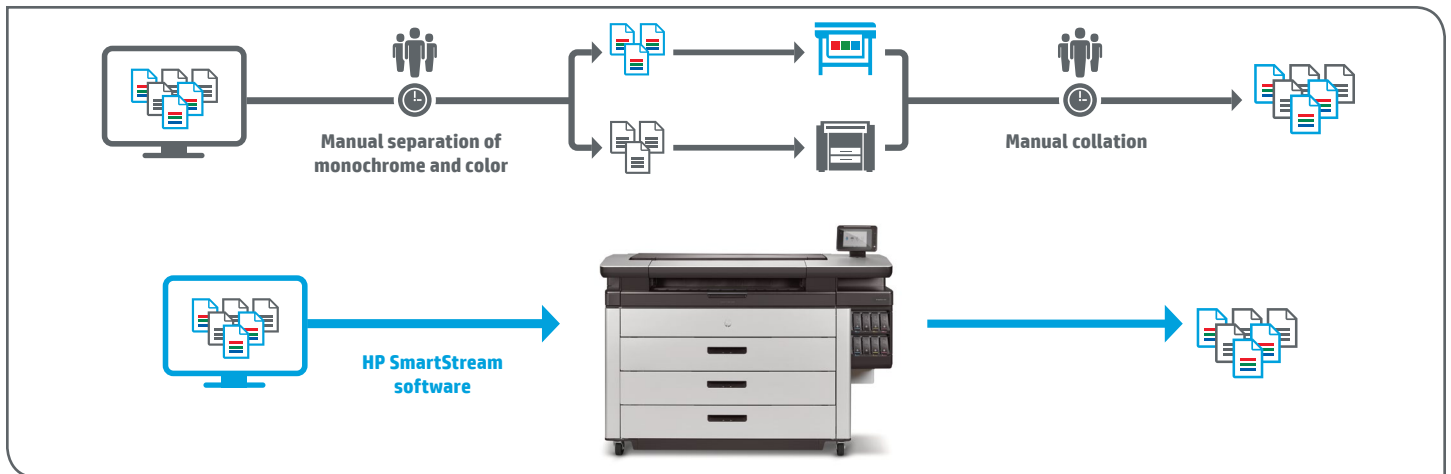 Manual separation of
monochrome and color
Manual collation
HP SmartStream
software